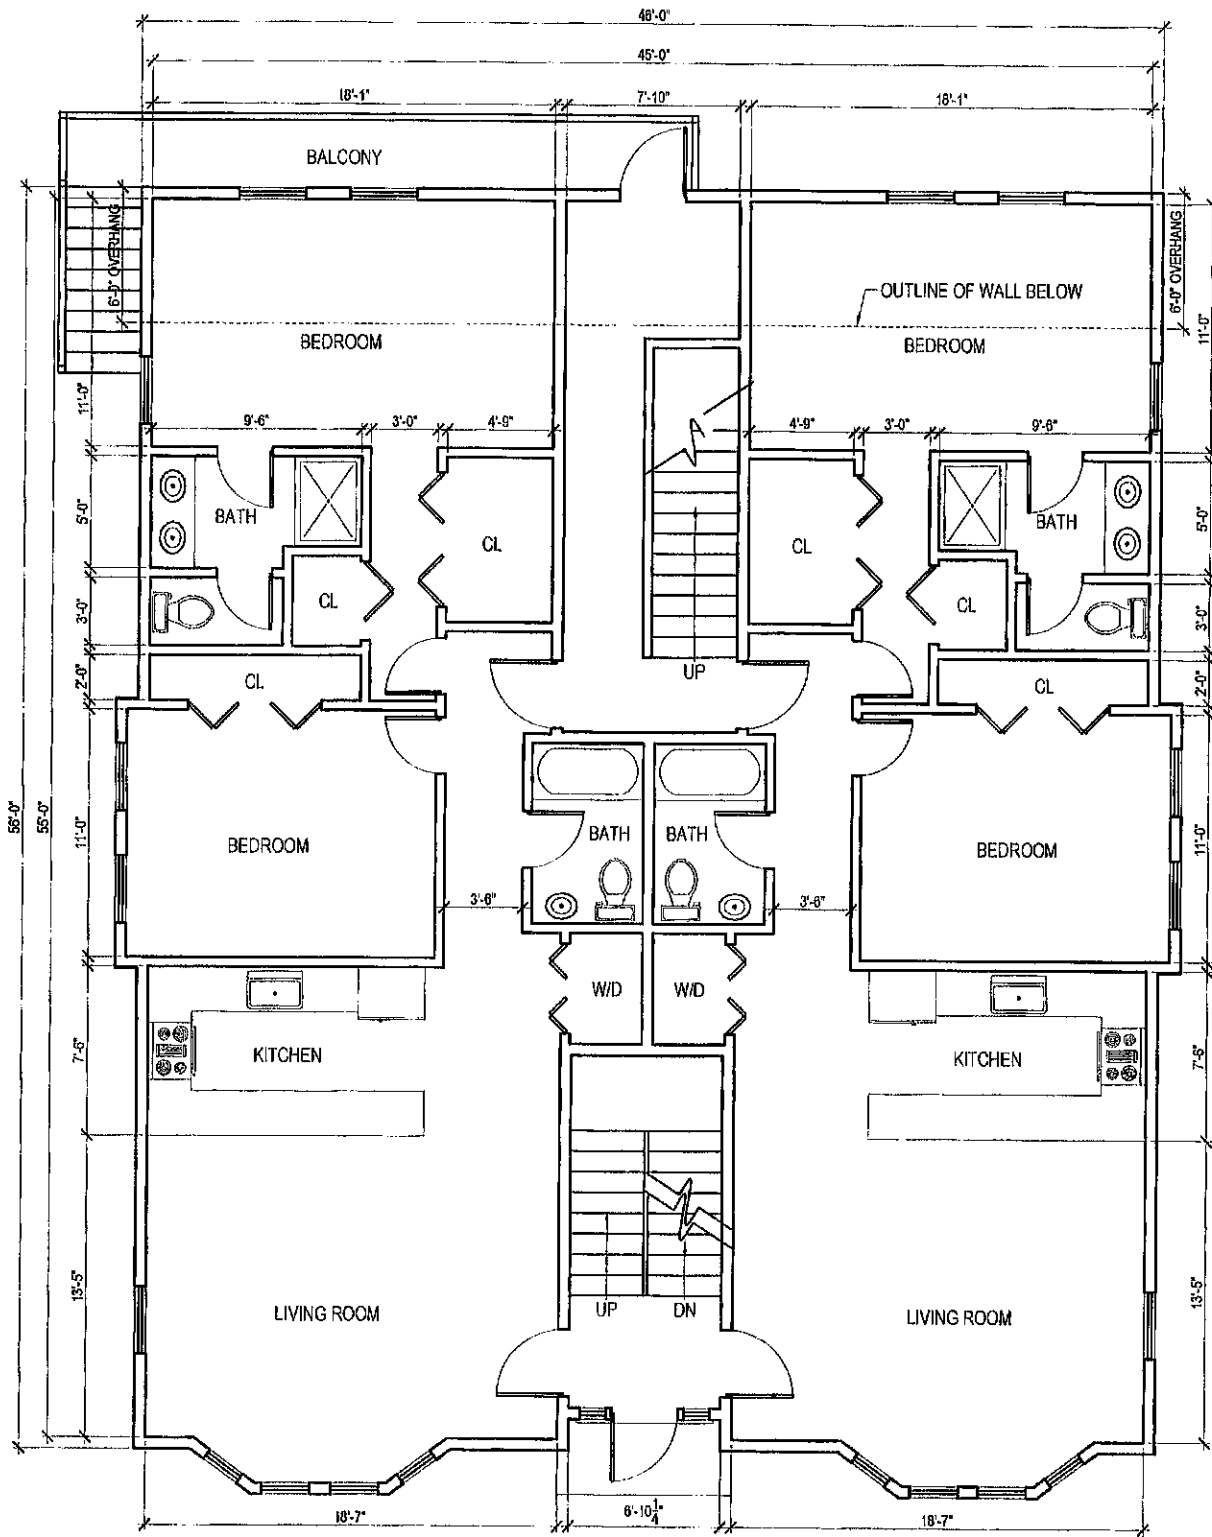 46'-0"
45'-0"
18'-1" 7'-10" 18'-1"
BALCONY
6'-0" OVERHANG
6'-0" OVERHANG
OUTLINE OF WALL BELOW
BEDROOM
BEDROOM
11'-0"
11'-0"
9'-6" 3'-0" 4'-9"
4'-9" 3'-0" 9'-6"
BATH
BATH
5'-0"
5'-0"
CL
CL
CL
CL
3'-0"
3'-0"
UP
CL
CL
2'-0"
2'-0"
56'-0"
55'-0"
11'-0"
11'-0"
BEDROOM
BATH
BATH
BEDROOM
3'-6"
3'-6"
W/D
W/D
KITCHEN
KITCHEN
7'-6"
7'-6"
LIVING ROOM
UP
DN
LIVING ROOM
13'-5"
13'-5"
18'-7" 6'-10 1/4" 18'-7"